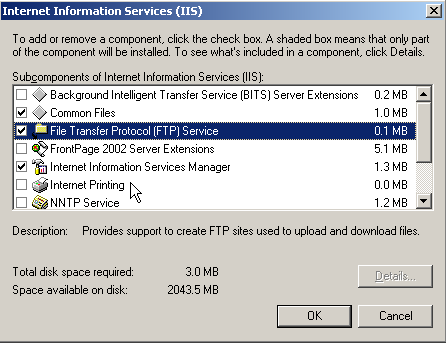 Internet Information Services (IIS)
To add or remove a component, click the check box. A shaded box means that only part
of the component will be installed. To see what's included in a component, click Details.
Subcomponents of Internet Information Services (IIS):
Background Intelligent Transfer Service (BITS) Server Extensions 0.2 MB
Common Files 1.0 MB
File Transfer Protocol (FTP) Service 0.1 MB
FrontPage 2002 Server Extensions 5.1 MB
Internet Information Services Manager 1.3 MB
Internet Printing 0.0 MB
NNTP Service 1.2 MB
Description: Provides support to create FTP sites used to upload and download files.
Total disk space required: 3.0 MB
Space available on disk: 2043.5 MB
Details...
OK Cancel